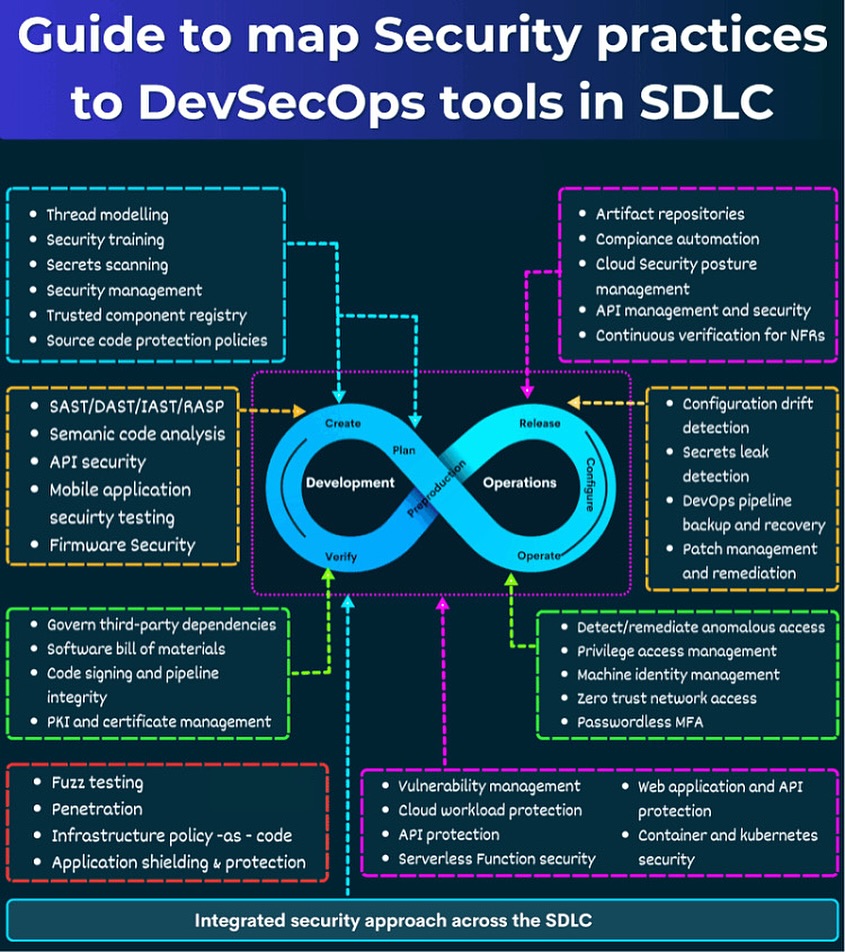 Guide to map Security practices
to DevSecOps tools in SDLC
Thread modelling
Security training
Secrets scanning
Security management
Trusted component registry
Source code protection policies
Artifact repositories
Compiance automation
Cloud Security posture
management
API management and security
Continuous verification for NFRs
SAST/DAST/IAST/RASP
Semanic code analysis
API security
Mobile application
secuirty testing
Firmware Security
Configuration drift
detection
Secrets leak
detection
DevOps pipeline
backup and recovery
Patch management
and remediation
Create
Plan
Development
Verify
Preproduction
Release
Operations
Configure
Operate
Govern third-party dependencies
Software bill of materials
Code signing and pipeline
integrity
PKI and certificate management
Detect/remediate anomalous access
Privilege access management
Machine identity management
Zero trust network access
Passwordless MFA
Fuzz testing
Penetration
Infrastructure policy -as - code
Application shielding & protection
Vulnerability management
Cloud workload protection
API protection
Serverless Function security
Web application and API
protection
Container and kubernetes
security
Integrated security approach across the SDLC